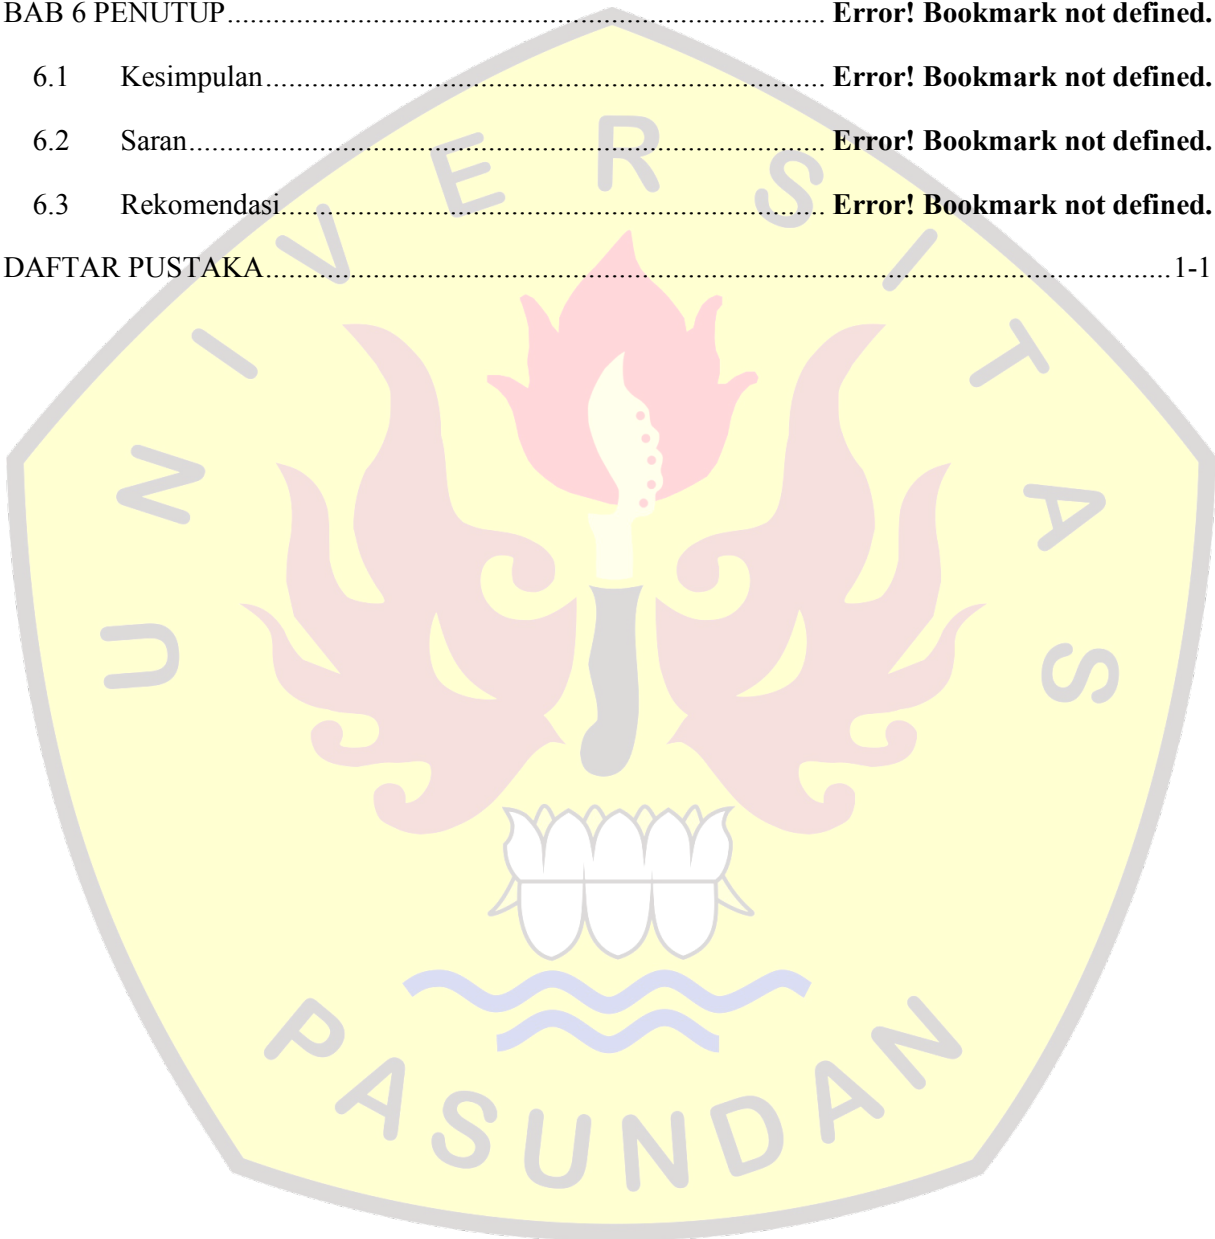 BAB 6 PENUTUP.................................................................................... Error! Bookmark not defined.
6.1 Kesimpulan............................................................................... Error! Bookmark not defined.
6.2 Saran.......................................................................................... Error! Bookmark not defined.
6.3 Rekomendasi............................................................................. Error! Bookmark not defined.
DAFTAR PUSTAKA...............................................................................................................................1-1
UNIVERSITAS
PASUNDAN